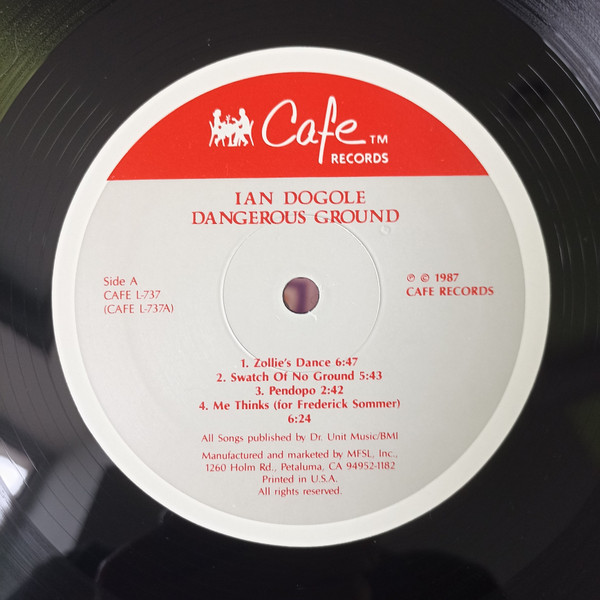 Cafe TM
RECORDS
IAN DOGOLE
DANGEROUS GROUND
Side A
CAFE L-737
(CAFE L-737A)
℗ © 1987
CAFE RECORDS
1. Zollie's Dance 6:47
2. Swatch Of No Ground 5:43
3. Pendopo 2:42
4. Me Thinks (for Frederick Sommer)
6:24
All Songs published by Dr. Unit Music/BMI
Manufactured and marketed by MFSL, Inc.,
1260 Holm Rd., Petaluma, CA 94952-1182
Printed in U.S.A.
All rights reserved.